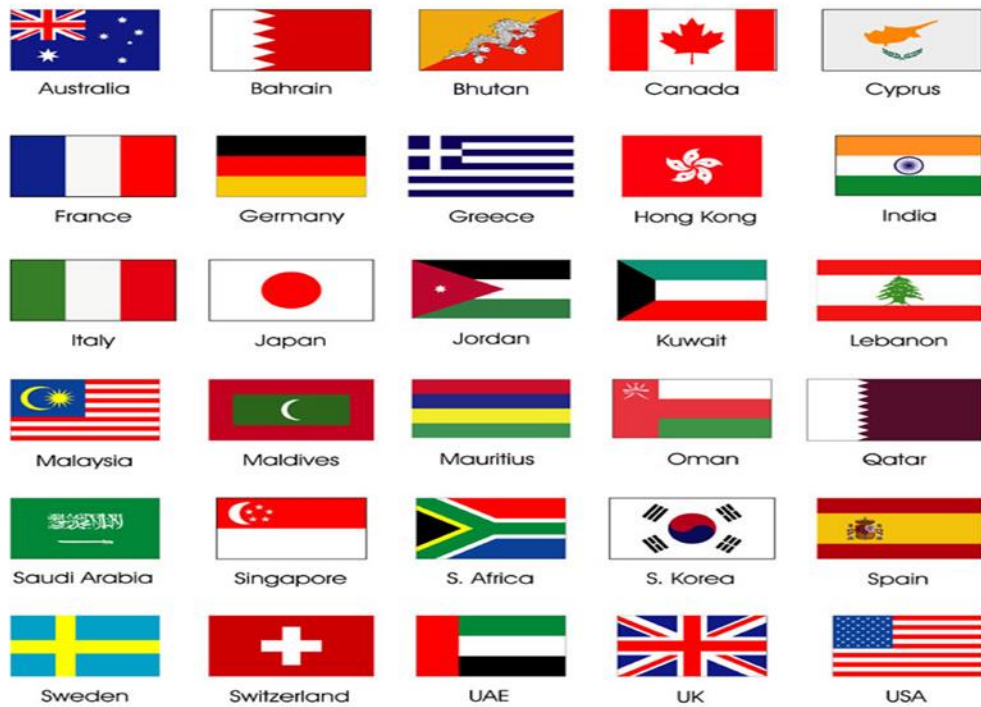 Australia Bahrain Bhutan Canada Cyprus
France Germany Greece Hong Kong India
Italy Japan Jordan Kuwait Lebanon
Malaysia Maldives Mauritius Oman Qatar
Saudi Arabia Singapore S. Africa S. Korea Spain
Sweden Switzerland UAE UK USA